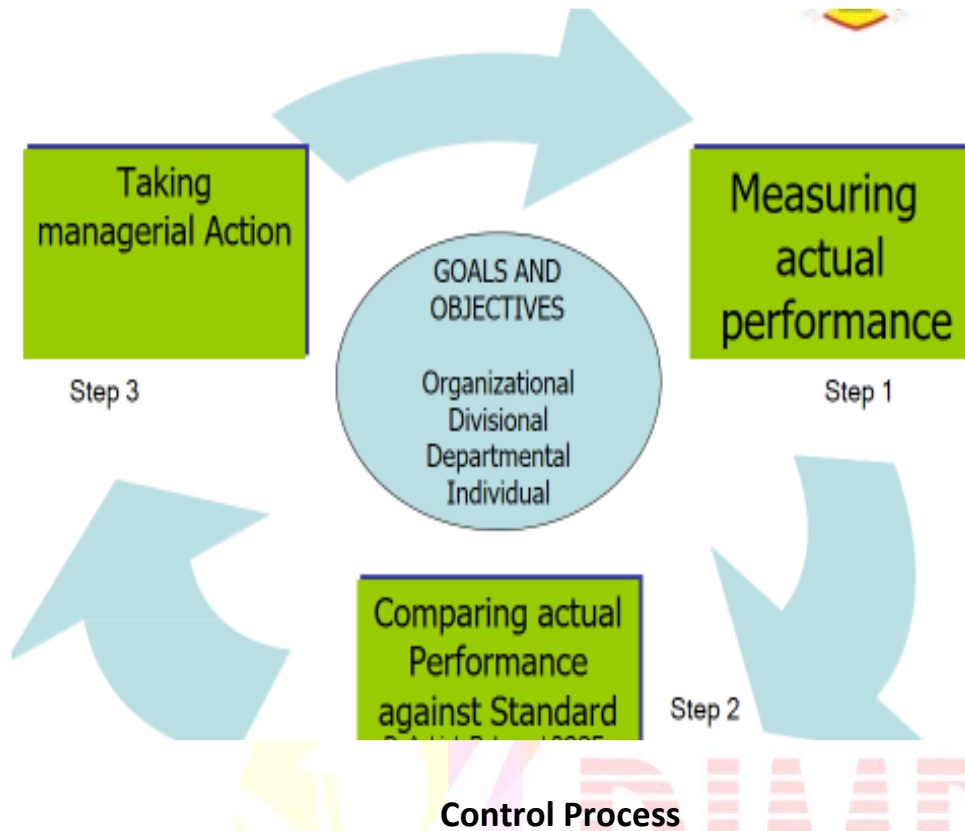 Taking
managerial Action
Measuring
actual
performance
GOALS AND
OBJECTIVES
Organizational
Divisional
Departmental
Individual
Step 3
Step 1
Comparing actual
Performance
against Standard
Step 2
Control Process